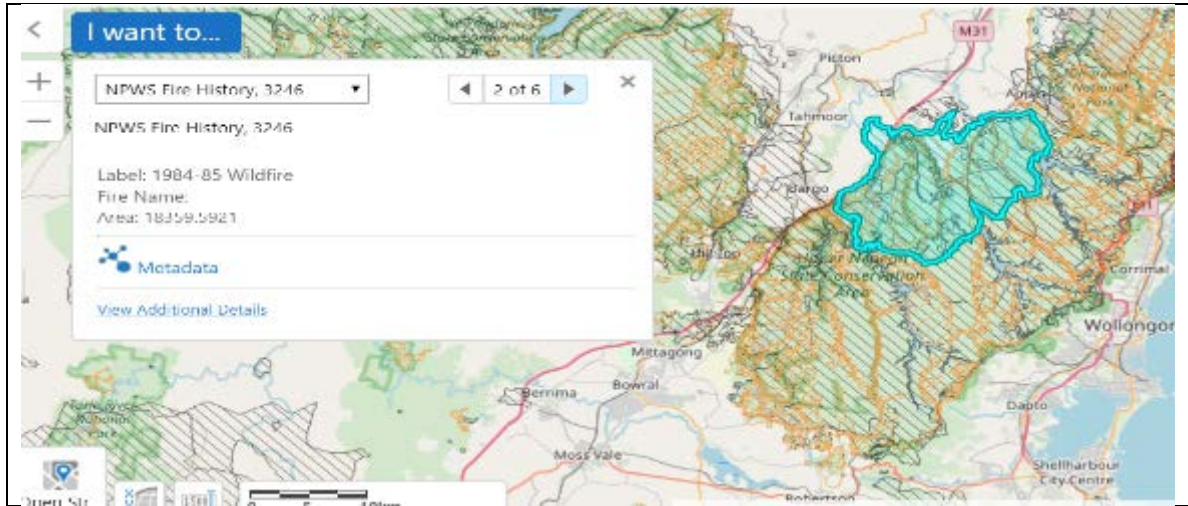 I want to...
M31
Picton
NPWS Fire History, 3246
2 of 6
NPWS Fire History, 3246
Tahmoor
Label: 1984-85 Wildfire
Fire Name:
Area: 18359.5921
Metadata
View Additional Details
State Conservation
Area
Corrimal
Mittagong
Berrima
Bowral
Dapto
Moss Vale
Shellharbour
City Centre
Robertson